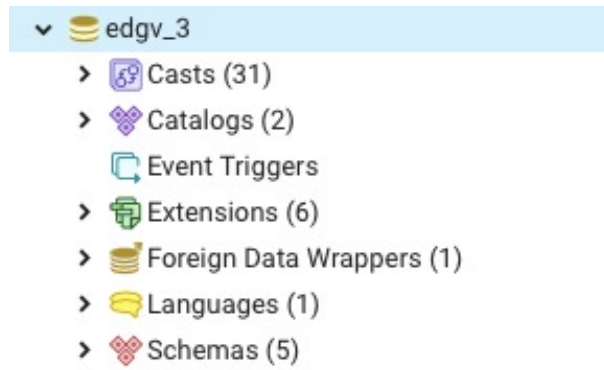 edgv_3
Casts (31)
Catalogs (2)
Event Triggers
Extensions (6)
Foreign Data Wrappers (1)
Languages (1)
Schemas (5)